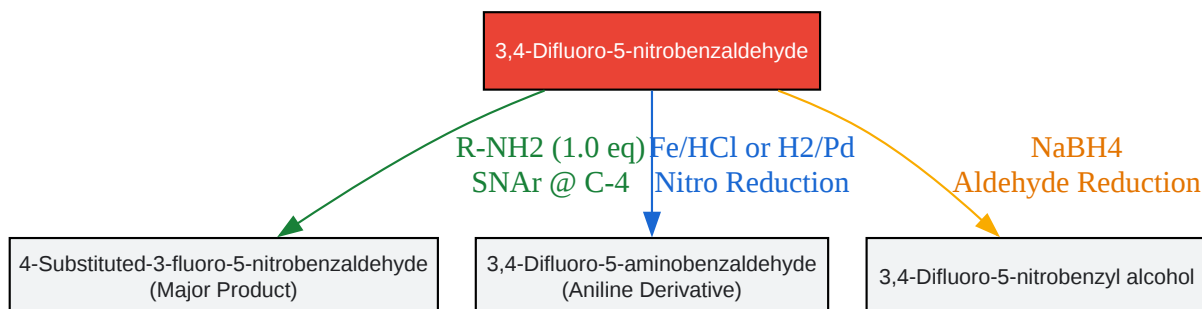 3,4-Difluoro-5-nitrobenzaldehyde
R-NH2 (1.0 eq)
SNAr @ C-4
Fe/HCl or H2/Pd
Nitro Reduction
NaBH4
Aldehyde Reduction
4-Substituted-3-fluoro-5-nitrobenzaldehyde
(Major Product)
3,4-Difluoro-5-aminobenzaldehyde
(Aniline Derivative)
3,4-Difluoro-5-nitrobenzyl alcohol